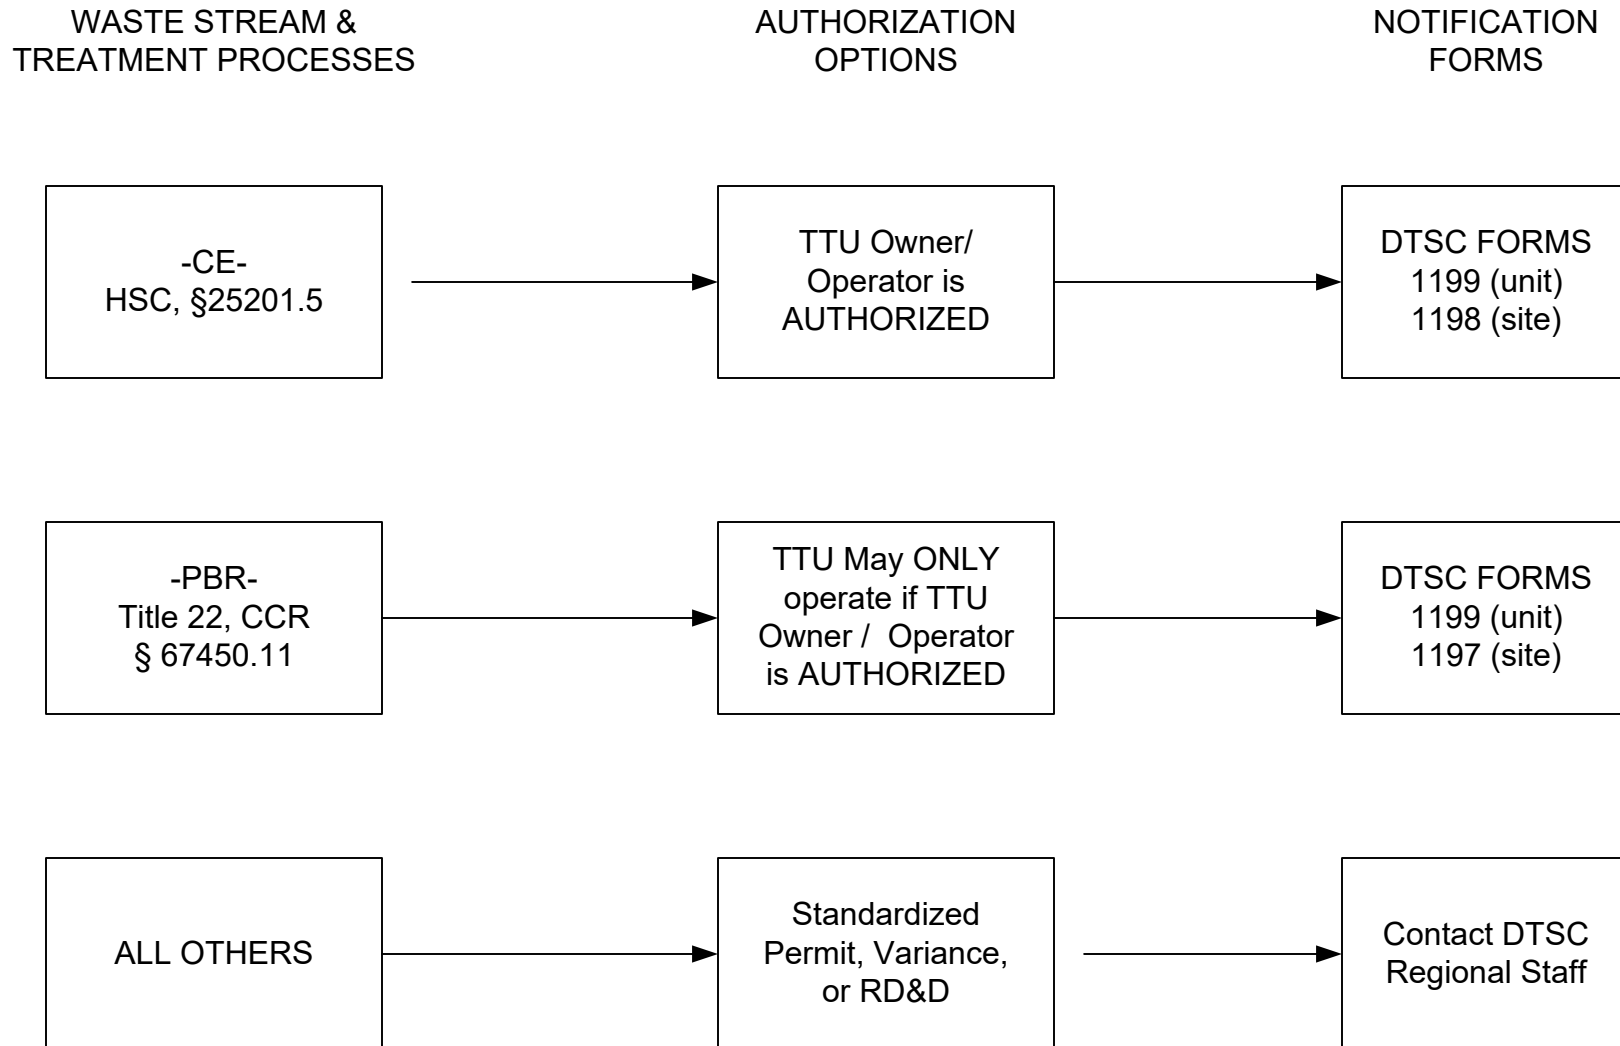 WASTE STREAM &
TREATMENT PROCESSES
AUTHORIZATION
OPTIONS
NOTIFICATION
FORMS
-CE-
HSC, §25201.5
TTU Owner/
Operator is
AUTHORIZED
DTSC FORMS
1199 (unit)
1198 (site)
-PBR-
Title 22, CCR
§ 67450.11
TTU May ONLY
operate if TTU
Owner /  Operator
is AUTHORIZED
DTSC FORMS
1199 (unit)
1197 (site)
ALL OTHERS
Standardized
Permit, Variance,
or RD&D
Contact DTSC
Regional Staff